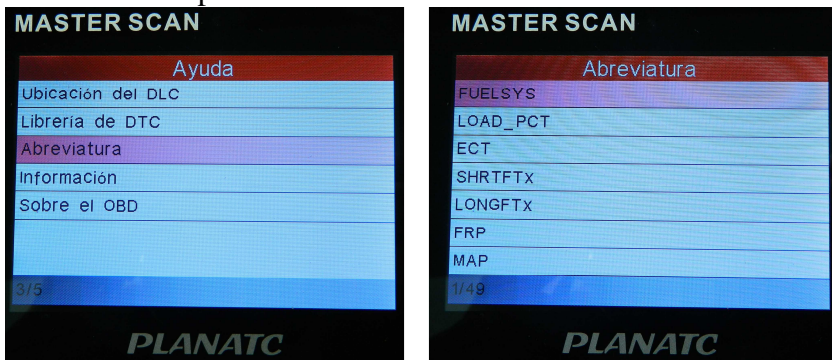 MASTER SCAN
Ayuda
Ubicación del DLC
Librería de DTC
Abreviatura
Información
Sobre el OBD
3/5
PLANATC
MASTER SCAN
Abreviatura
FUELSYS
LOAD_PCT
ECT
SHRTFTx
LONGFTx
FRP
MAP
1/49
PLANATC